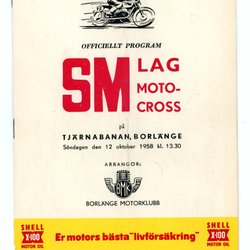 OFFICIELLT PROGRAM
SM LAG
MOTO-
CROSS
på
TJÄRNABANAN, BORLÄNGE
Söndagen den 12 oktober 1958 kl. 13.30
ARRANGÖR:
BMK
BORLÄNGE MOTORKLUBB
SHELL
X-100
MOTOR OIL
Er motors bästa "livförsäkring"
SHELL
X-100
MOTOR OIL